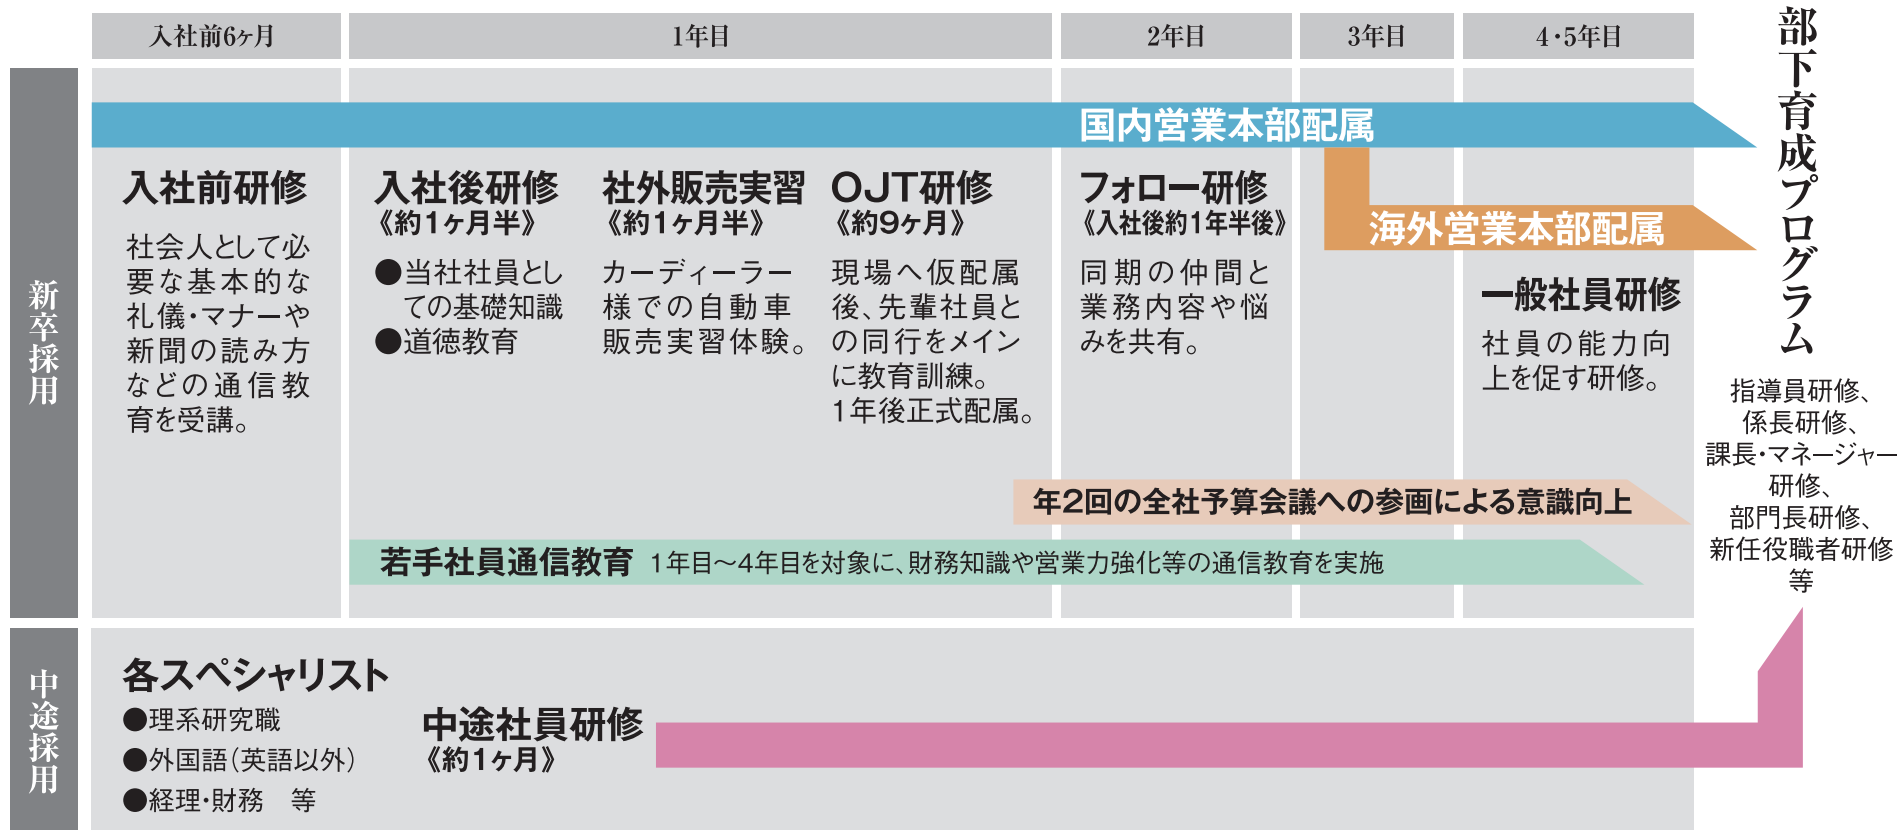 入社前6ヶ月
1年目
2年目
3年目
4・5年目
新卒採用
国内営業本部配属
海外営業本部配属
入社前研修
社会人として必
要な基本的な
礼儀・マナーや
新聞の読み方
などの通信教
育を受講。
入社後研修
《約1ヶ月半》
●当社社員とし
ての基礎知識
●道徳教育
社外販売実習
《約1ヶ月半》
カーディーラー
様での自動車
販売実習体験。
OJT研修
《約9ヶ月》
現場へ仮配属
後、先輩社員と
の同行をメイン
に教育訓練。
1年後正式配属。
フォロー研修
《入社後約1年半後》
同期の仲間と
業務内容や悩
みを共有。
一般社員研修
社員の能力向
上を促す研修。
年2回の全社予算会議への参画による意識向上
若手社員通信教育 1年目～4年目を対象に、財務知識や営業力強化等の通信教育を実施
中途採用
各スペシャリスト
●理系研究職
●外国語（英語以外）
●経理・財務　等
中途社員研修
《約1ヶ月》
部下育成プログラム
指導員研修、
係長研修、
課長・マネージャー
研修、
部門長研修、
新任役職者研修
等